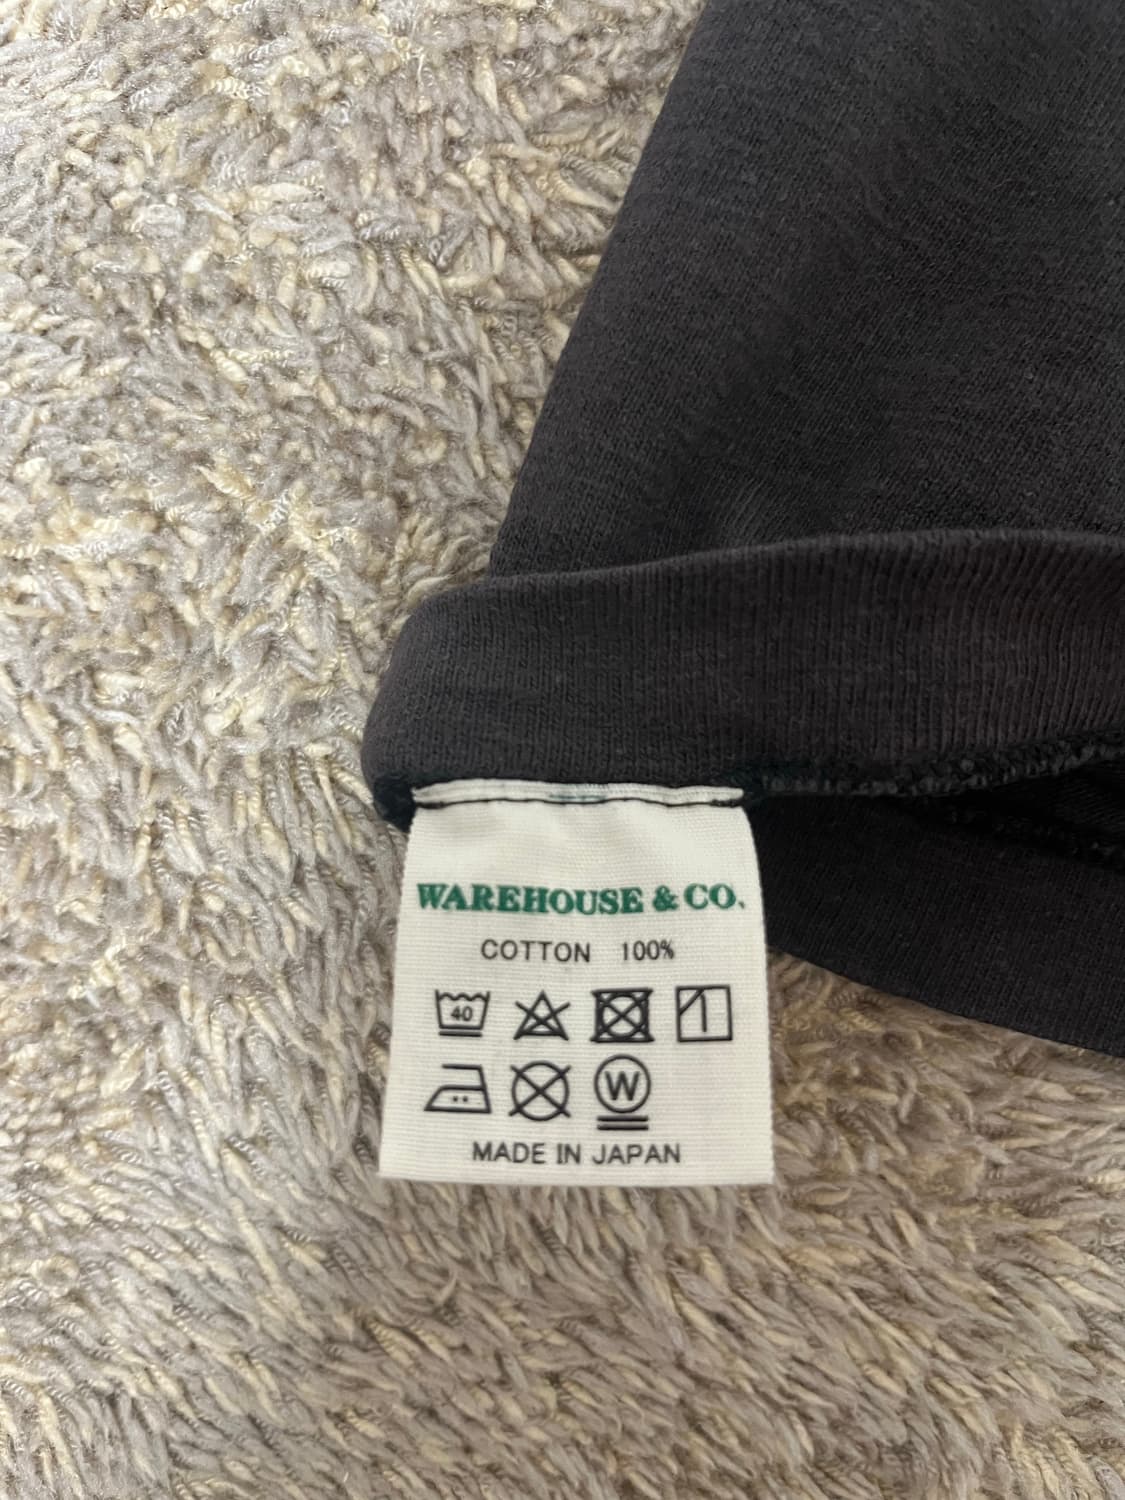 WAREHOUSE & CO.
COTTON 100%
40
W
MADE IN JAPAN